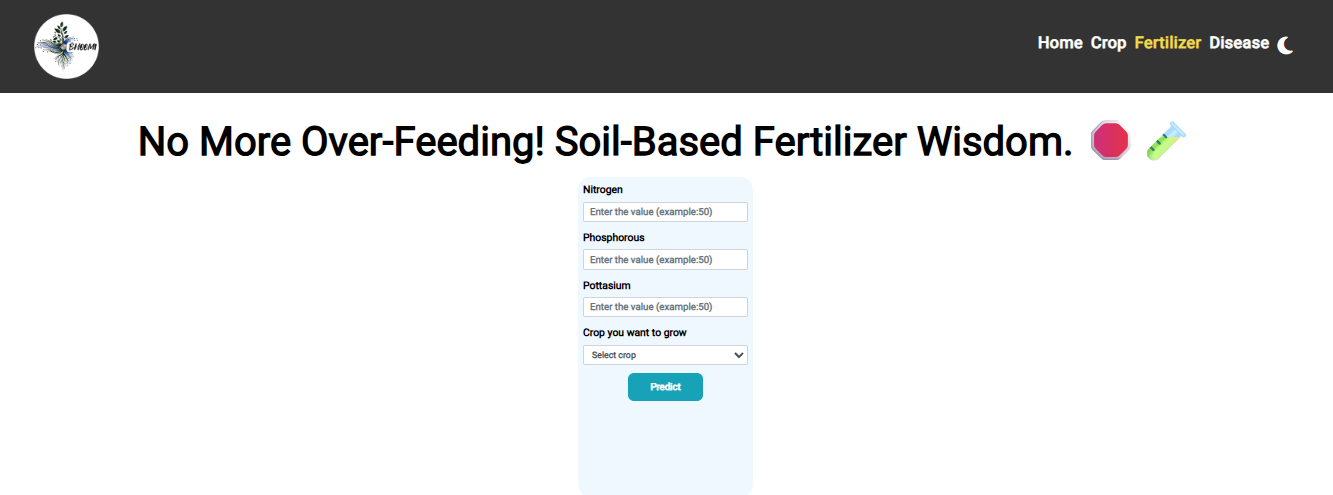 BHOOMI
Home Crop Fertilizer Disease
No More Over-Feeding! Soil-Based Fertilizer Wisdom.
Nitrogen
Enter the value (example:50)
Phosphorous
Enter the value (example:50)
Pottasium
Enter the value (example:50)
Crop you want to grow
Select crop
Predict